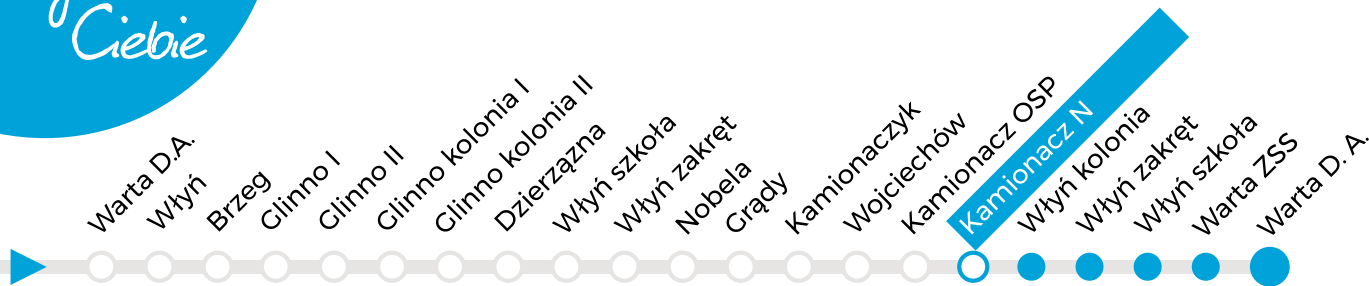 Ciebie
Warta D.A.
Włyń
Brzeg
Glinno I
Glinno II
Glinno kolonia I
Glinno kolonia II
Dzierzązna
Włyń szkoła
Włyń zakręt
Nobela
Grądy
Kamionaczyk
Wojciechów
Kamionacz OSP
Kamionacz N
Włyń kolonia
Włyń zakręt
Włyń szkoła
Warta ZSS
Warta D. A.